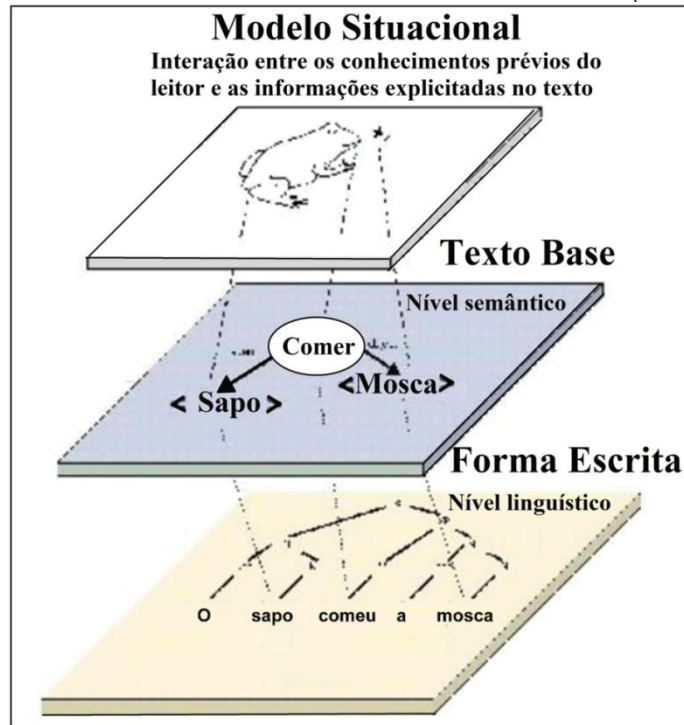 Modelo Situacional
Interação entre os conhecimentos prévios do
leitor e as informações explicitadas no texto
Texto Base
Nível semântico
Comer
< Sapo >
<Mosca>
Forma Escrita
Nível linguístico
O sapo comeu a mosca